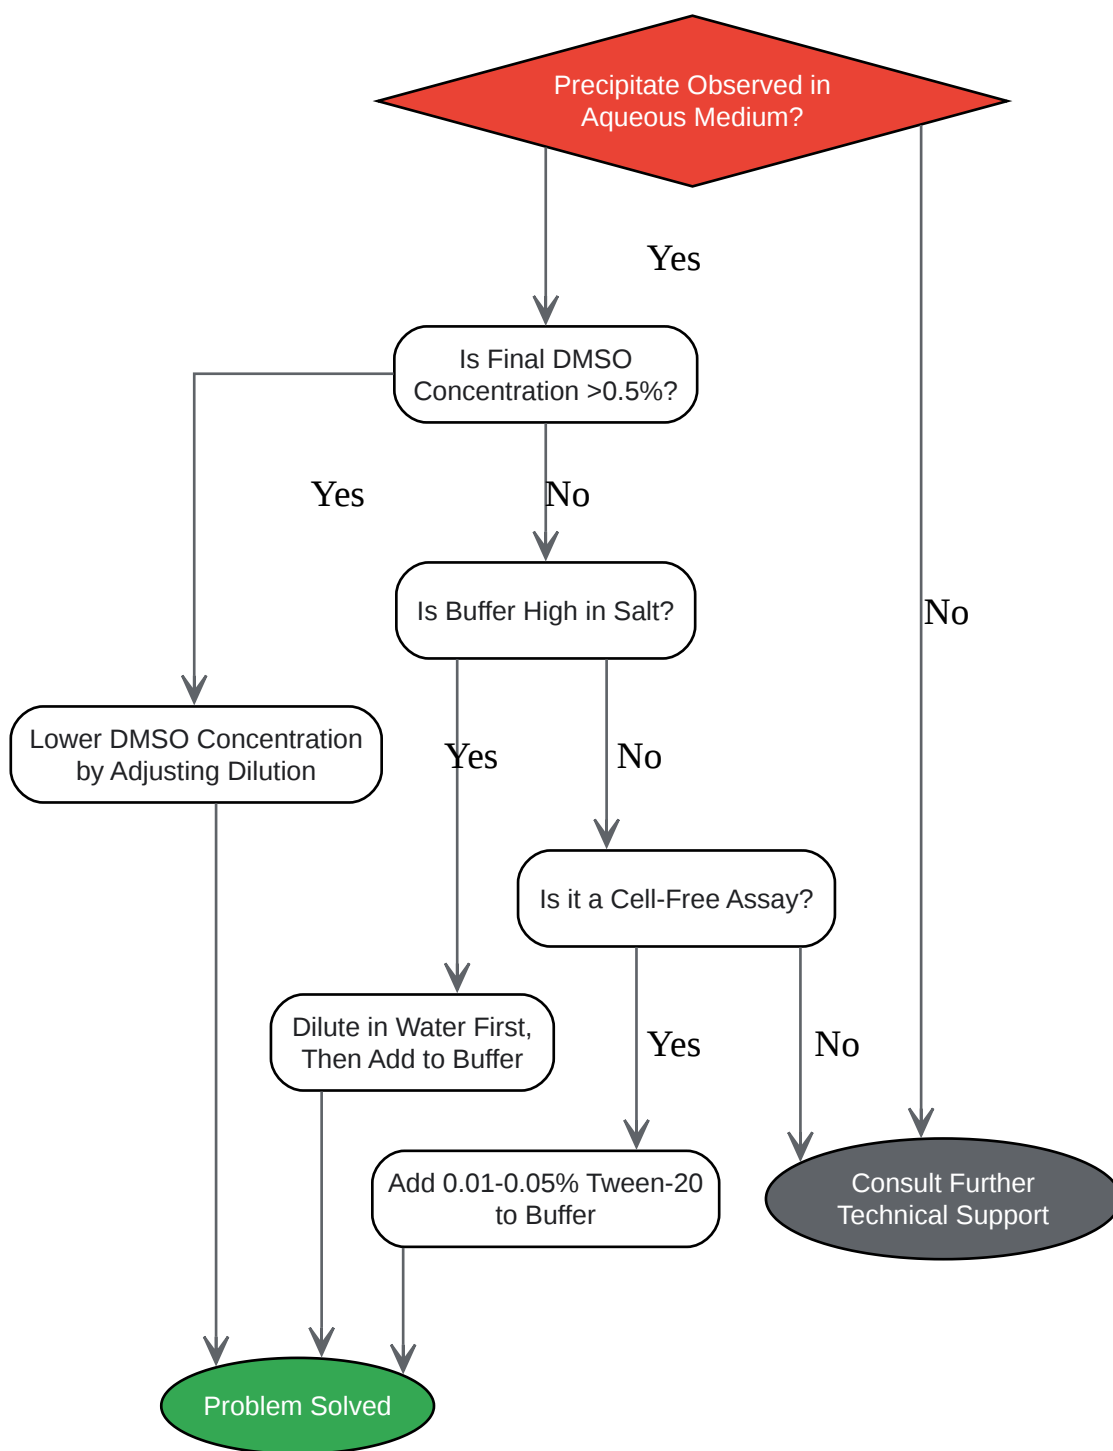 Precipitate Observed in
Aqueous Medium?
Yes
Is Final DMSO
Concentration >0.5%?
Yes
No
Is Buffer High in Salt?
No
Lower DMSO Concentration
by Adjusting Dilution
Yes
No
Is it a Cell-Free Assay?
Dilute in Water First,
Then Add to Buffer
Yes
No
Add 0.01-0.05% Tween-20
to Buffer
Consult Further
Technical Support
Problem Solved